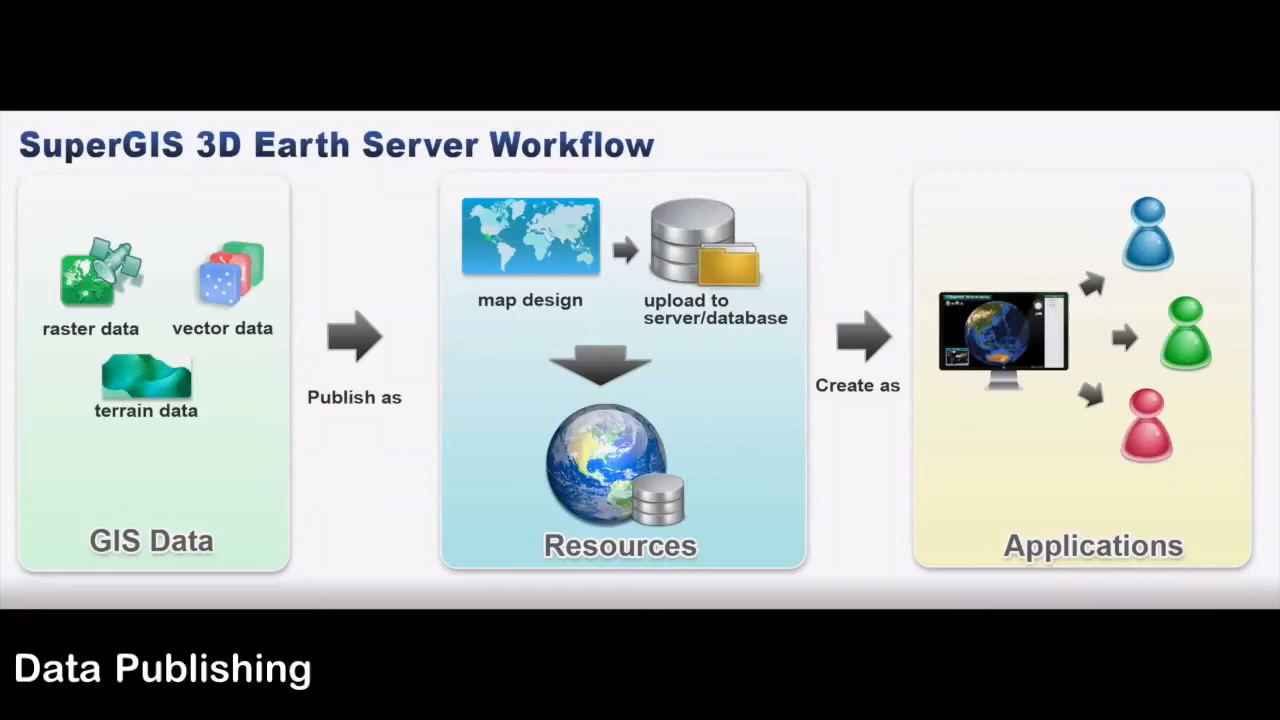 SuperGIS 3D Earth Server Workflow
raster data
vector data
terrain data
GIS Data
Publish as
map design
upload to
server/database
Resources
Create as
Applications
Data Publishing